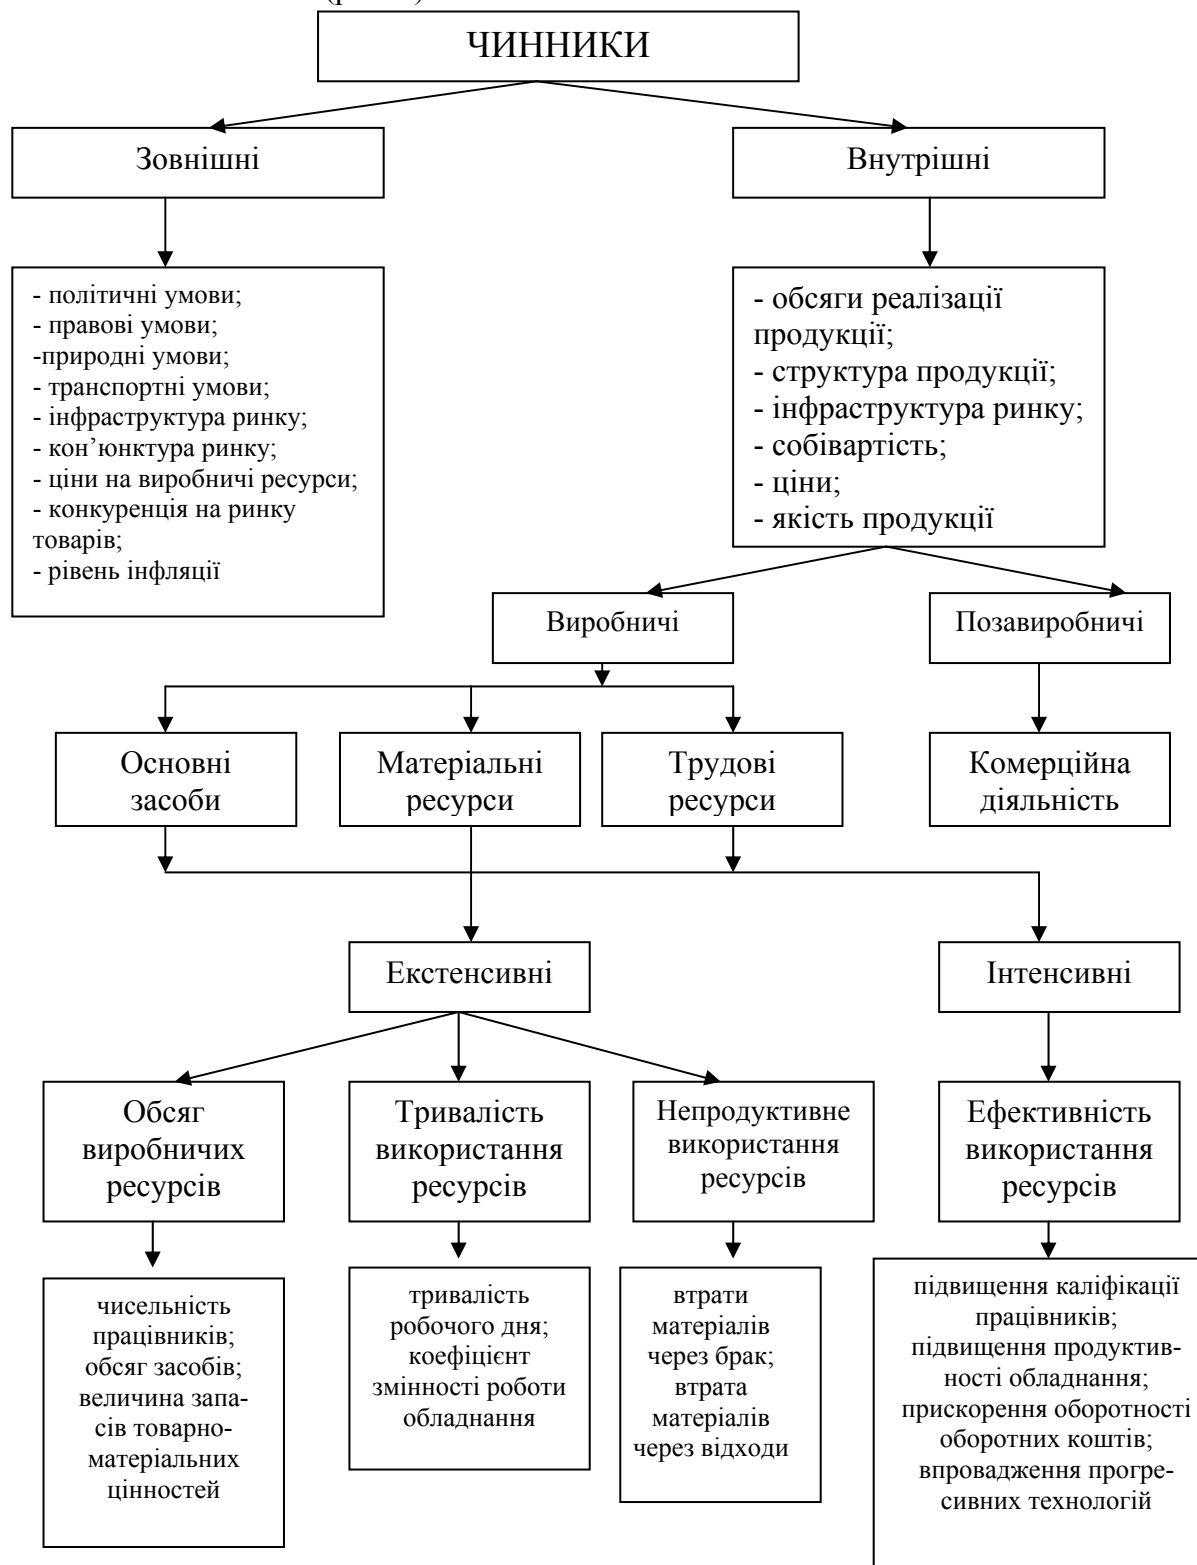 ЧИННИКИ
Зовнішні
Внутрішні
- політичні умови;
- правові умови;
-природні умови;
- транспортні умови;
- інфраструктура ринку;
- кон’юнктура ринку;
- ціни на виробничі ресурси;
- конкуренція на ринку
товарів;
- рівень інфляції
- обсяги реалізації
продукції;
- структура продукції;
- інфраструктура ринку;
- собівартість;
- ціни;
- якість продукції
Виробничі
Позавиробничі
Основні
засоби
Матеріальні
ресурси
Трудові
ресурси
Комерційна
діяльність
Екстенсивні
Інтенсивні
Обсяг
виробничих
ресурсів
Тривалість
використання
ресурсів
Непродуктивне
використання
ресурсів
Ефективність
використання
ресурсів
чисельність
працівників;
обсяг засобів;
величина запа-
сів товарно-
матеріальних
цінностей
тривалість
робочого дня;
коефіцієнт
змінності роботи
обладнання
втрати
матеріалів
через брак;
втрата
матеріалів
через відходи
підвищення каліфікації
працівників;
підвищення продуктив-
ності обладнання;
прискорення оборотності
оборотних коштів;
впровадження прогре-
сивних технологій